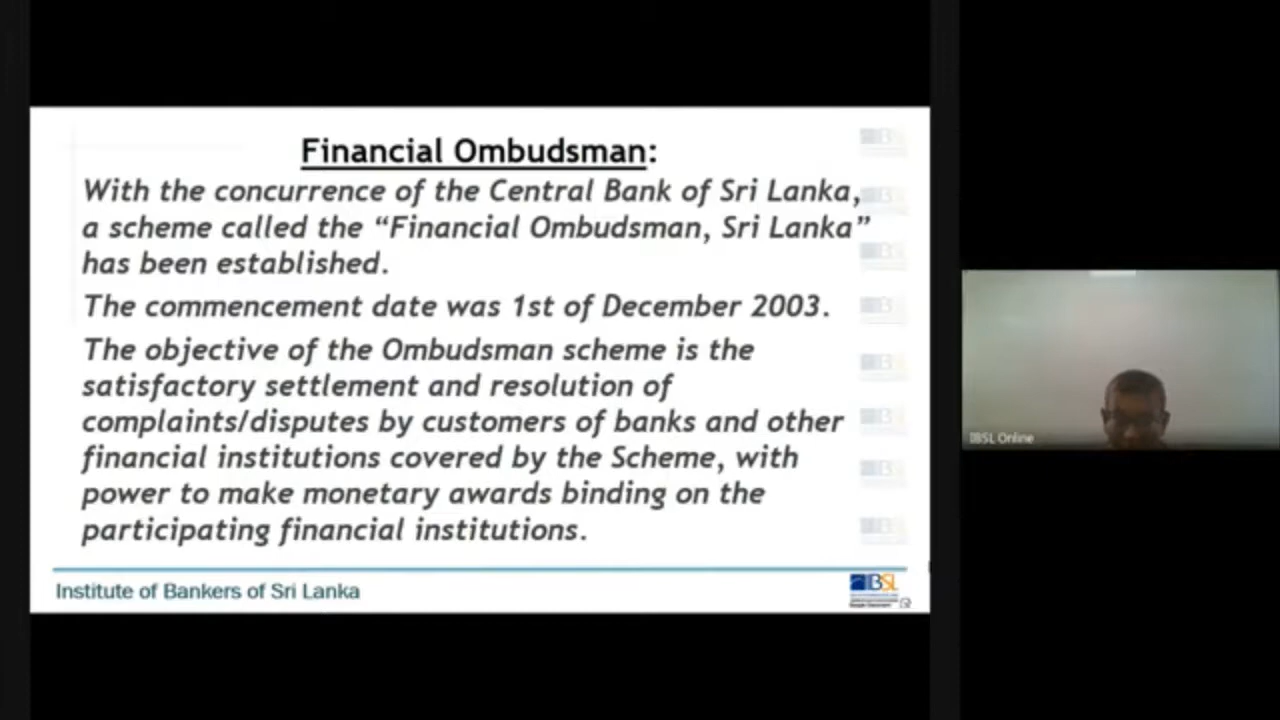 Financial Ombudsman:
With the concurrence of the Central Bank of Sri Lanka,
a scheme called the “Financial Ombudsman, Sri Lanka”
has been established.
The commencement date was 1st of December 2003.
The objective of the Ombudsman scheme is the
satisfactory settlement and resolution of
complaints/disputes by customers of banks and other
financial institutions covered by the Scheme, with
power to make monetary awards binding on the
participating financial institutions.
Institute of Bankers of Sri Lanka
IBSL
IBSL Online